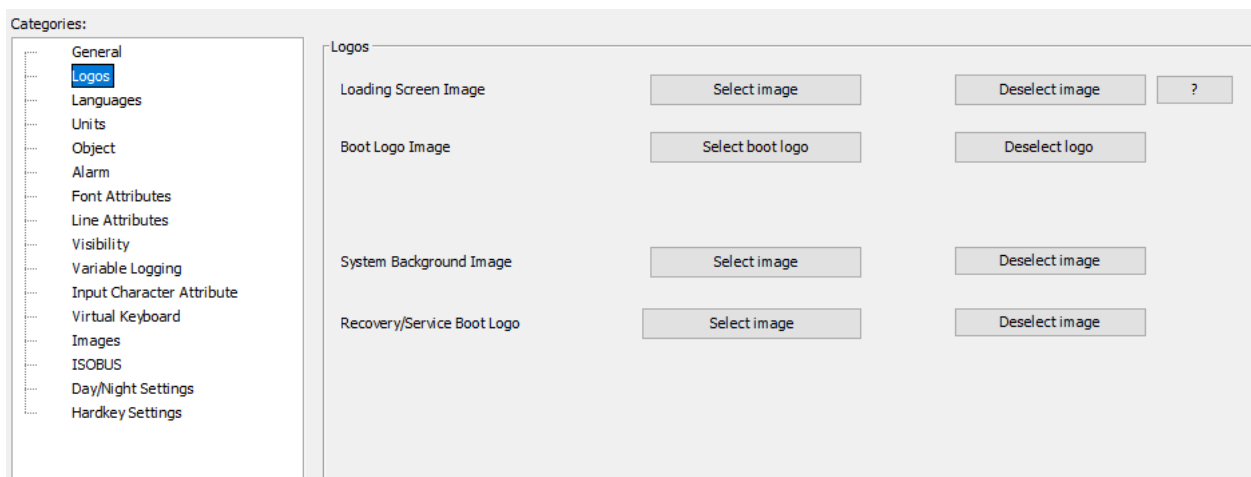 Categories:
General
Logos
Languages
Units
Object
Alarm
Font Attributes
Line Attributes
Visibility
Variable Logging
Input Character Attribute
Virtual Keyboard
Images
ISOBUS
Day/Night Settings
Hardkey Settings
Logos
Loading Screen Image Select image Deselect image ?
Boot Logo Image Select boot logo Deselect logo
System Background Image Select image Deselect image
Recovery/Service Boot Logo Select image Deselect image